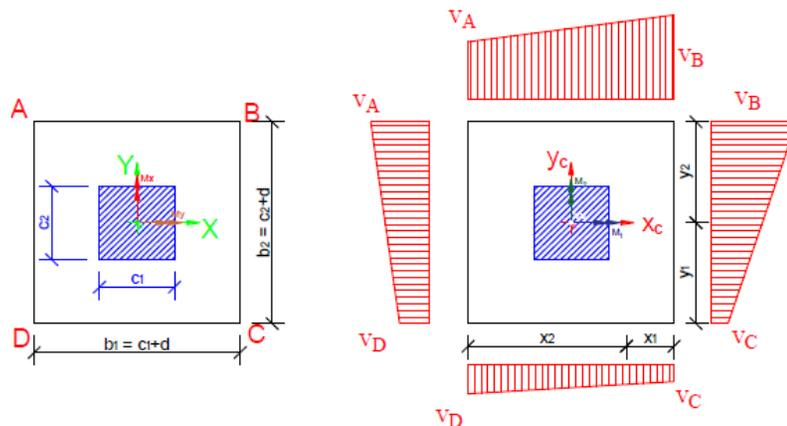 A
B
Y
Mx
My
X
c2
c1
b2 = c2+d
D
C
b1 = c1+d
vA
vD
vA
vB
yc
xc
M1
x2
x1
vD
vC
vB
y2
y1
vC